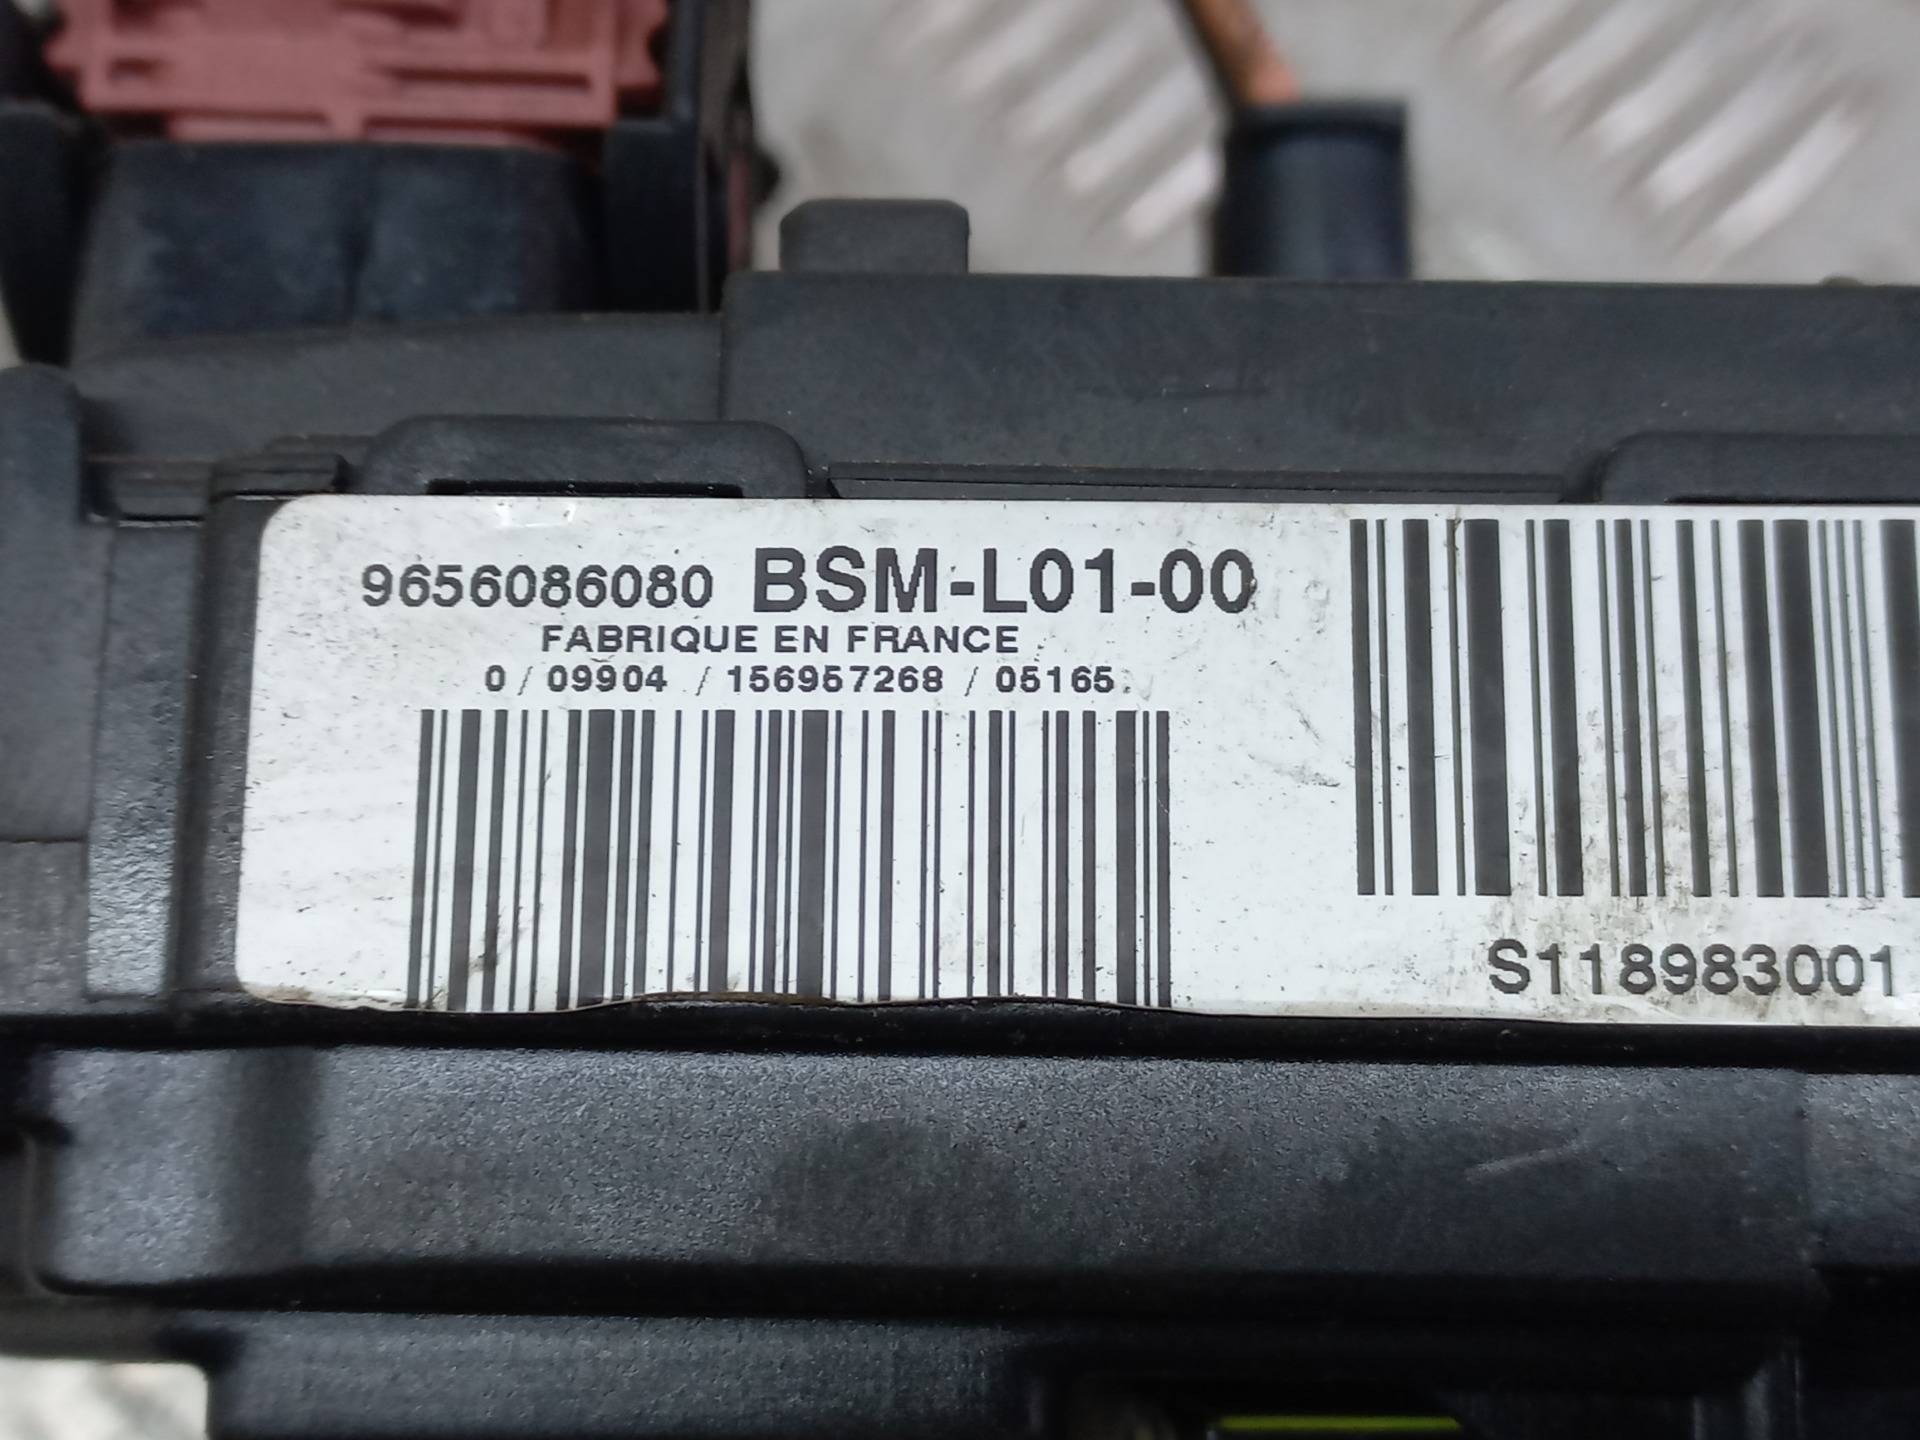 9656086080 BSM-L01-00
FABRIQUE EN FRANCE
0 / 09904 / 156957268 / 05165
S118983001